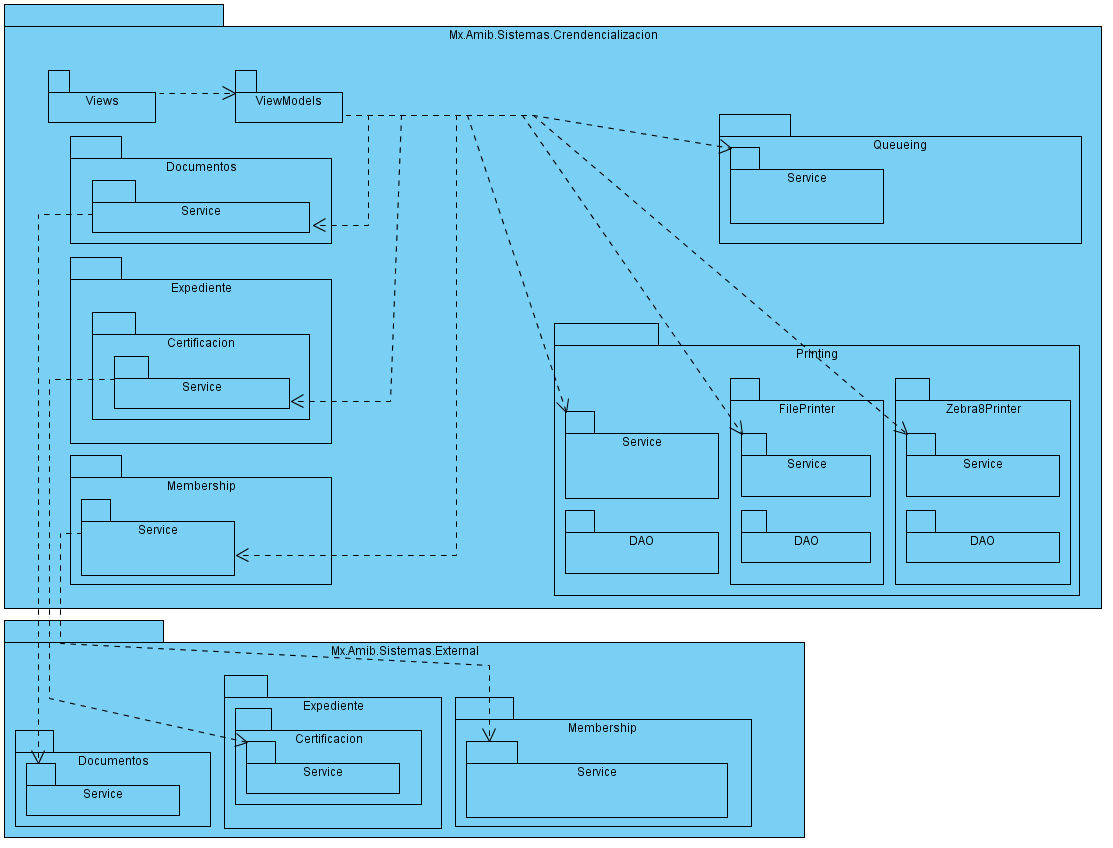 Mx.Amib.Sistemas.Crendencializacion
Views
ViewModels
Queueing
Service
Documentos
Service
Expediente
Certificacion
Service
Membership
Service
Printing
Service
DAO
FilePrinter
Service
DAO
Zebra8Printer
Service
DAO
Mx.Amib.Sistemas.External
Documentos
Service
Expediente
Certificacion
Service
Membership
Service